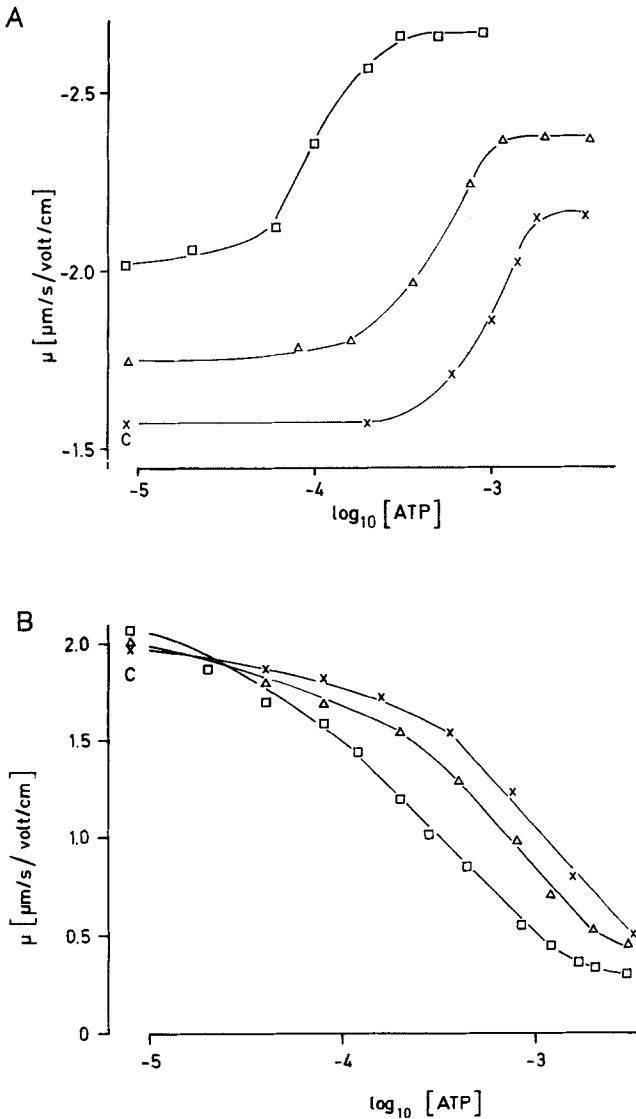 A
-2.5
-2.0
-1.5
μ [μm/s/volt/cm]
C
-5 -4 -3
log10 [ATP]
B
2.0
1.5
1.0
0.5
0
μ [μm/s/volt/cm]
C
-5 -4 -3
log10 [ATP]